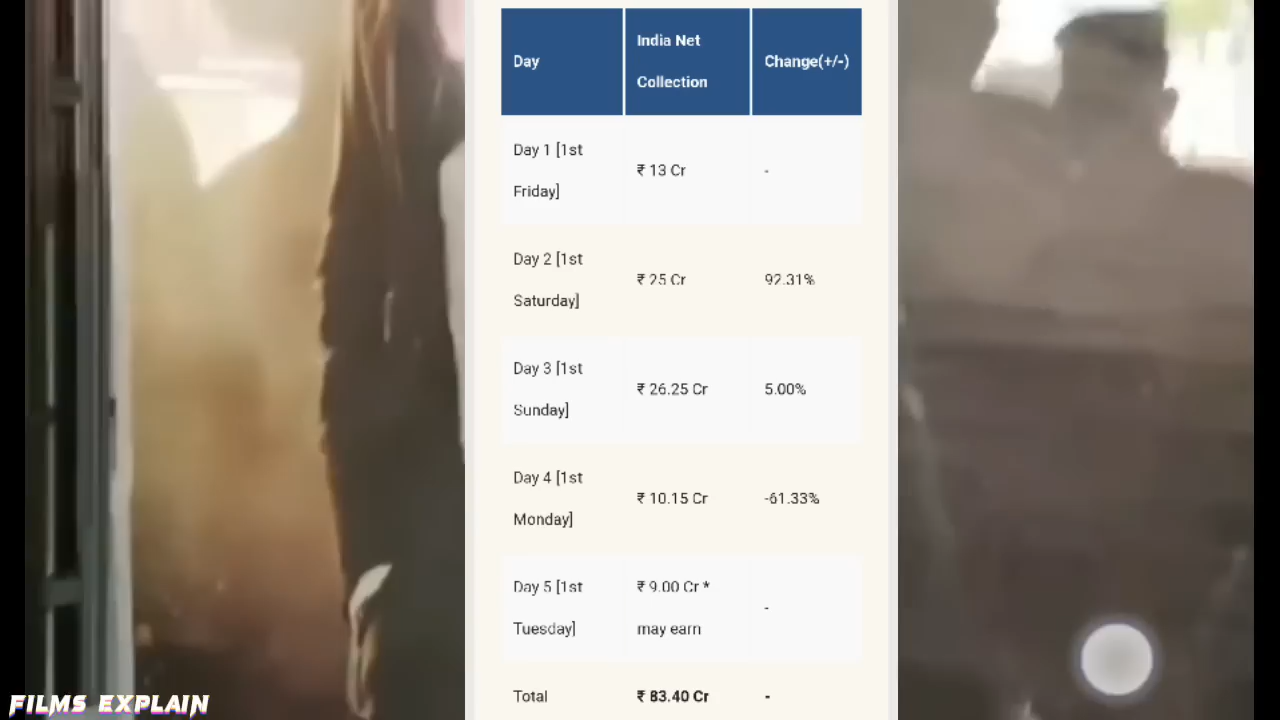 Day India Net Collection Change(+/-)
Day 1 [1st Friday] ₹ 13 Cr -
Day 2 [1st Saturday] ₹ 25 Cr 92.31%
Day 3 [1st Sunday] ₹ 26.25 Cr 5.00%
Day 4 [1st Monday] ₹ 10.15 Cr -61.33%
Day 5 [1st Tuesday] ₹ 9.00 Cr * may earn -
Total ₹ 83.40 Cr -
FILMS EXPLAIN